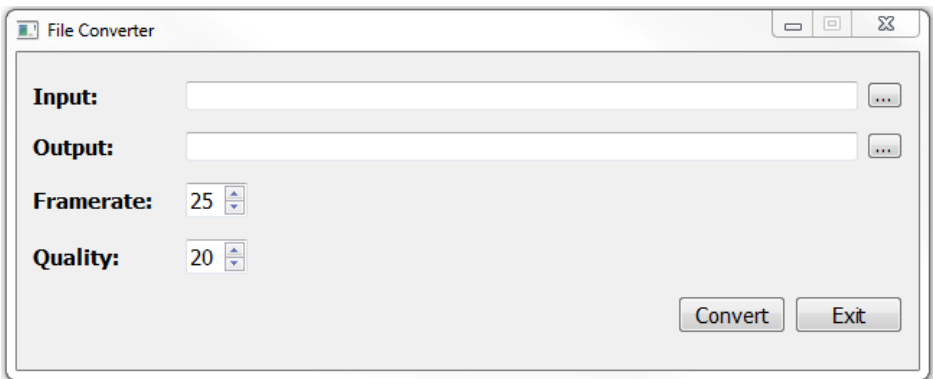 File Converter
Input: ...
Output: ...
Framerate: 25
Quality: 20
Convert Exit